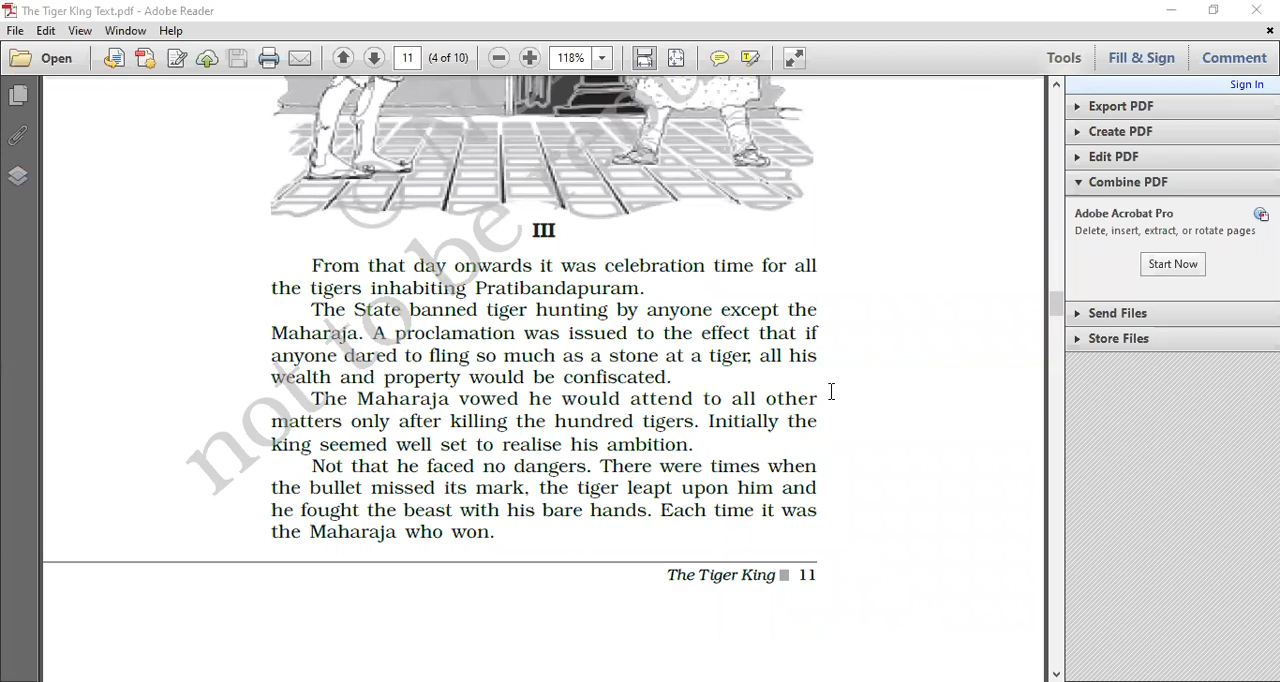 The Tiger King Text.pdf - Adobe Reader
File Edit View Window Help
Open 11 (4 of 10) 118% Tools Fill & Sign Comment
Sign In
Export PDF
Create PDF
Edit PDF
Combine PDF
Adobe Acrobat Pro
Delete, insert, extract, or rotate pages
Start Now
Send Files
Store Files
III
From that day onwards it was celebration time for all
the tigers inhabiting Pratibandapuram.
The State banned tiger hunting by anyone except the
Maharaja. A proclamation was issued to the effect that if
anyone dared to fling so much as a stone at a tiger, all his
wealth and property would be confiscated.
The Maharaja vowed he would attend to all other
matters only after killing the hundred tigers. Initially the
king seemed well set to realise his ambition.
Not that he faced no dangers. There were times when
the bullet missed its mark, the tiger leapt upon him and
he fought the beast with his bare hands. Each time it was
the Maharaja who won.
The Tiger King 11
not to be